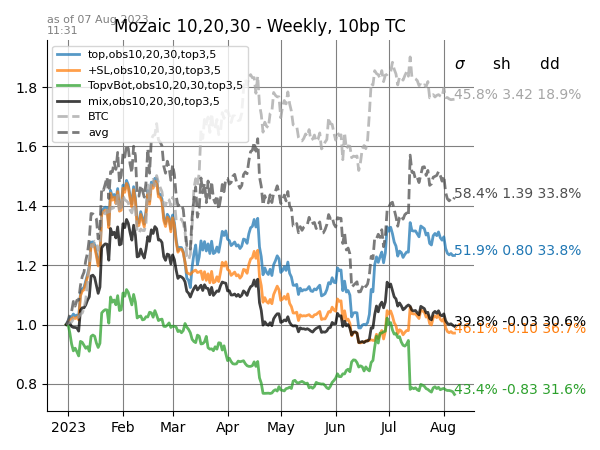 as of 07 Aug 2023
11:31
Mozaic 10,20,30 - Weekly, 10bp TC
top,obs10,20,30,top3,5
+SL,obs10,20,30,top3,5
TopvBot,obs10,20,30,top3,5
mix,obs10,20,30,top3,5
BTC
avg
σ sh dd
45.8% 3.42 18.9%
58.4% 1.39 33.8%
51.9% 0.80 33.8%
39.8% -0.03 30.6%
46.1% -0.10 36.7%
43.4% -0.83 31.6%
1.8
1.6
1.4
1.2
1.0
0.8
2023 Feb Mar Apr May Jun Jul Aug